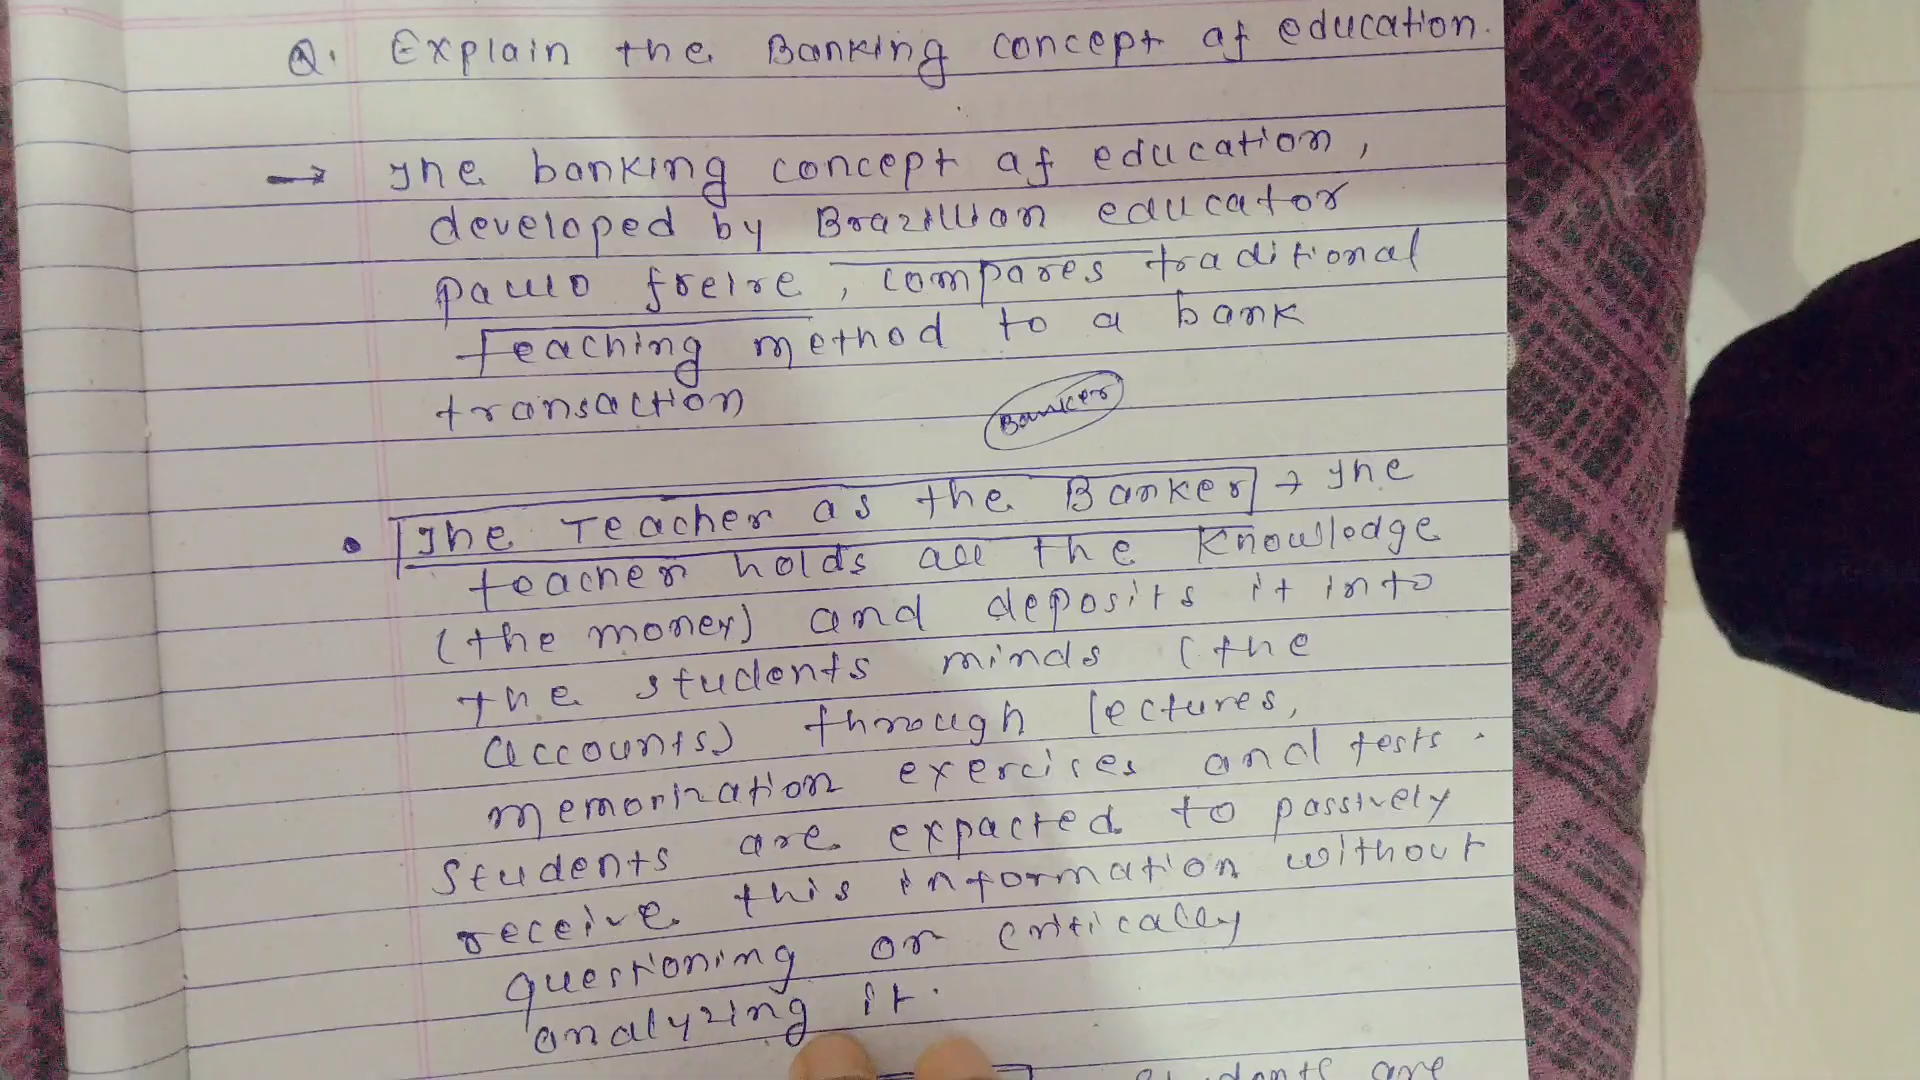 Q. Explain the Banking concept of education.
→ The banking concept of education,
developed by Brazillian educator
paulo freire, compares traditional
Teaching method to a bank
transaction
Banker
• The Teacher as the Banker → The
teacher holds all the Knowledge
(the money) and deposits it into
the students minds (the
accounts) through lectures,
memorization exercises and tests.
Students are expacted to passively
receive this information without
questioning or critically
analyzing it.
are